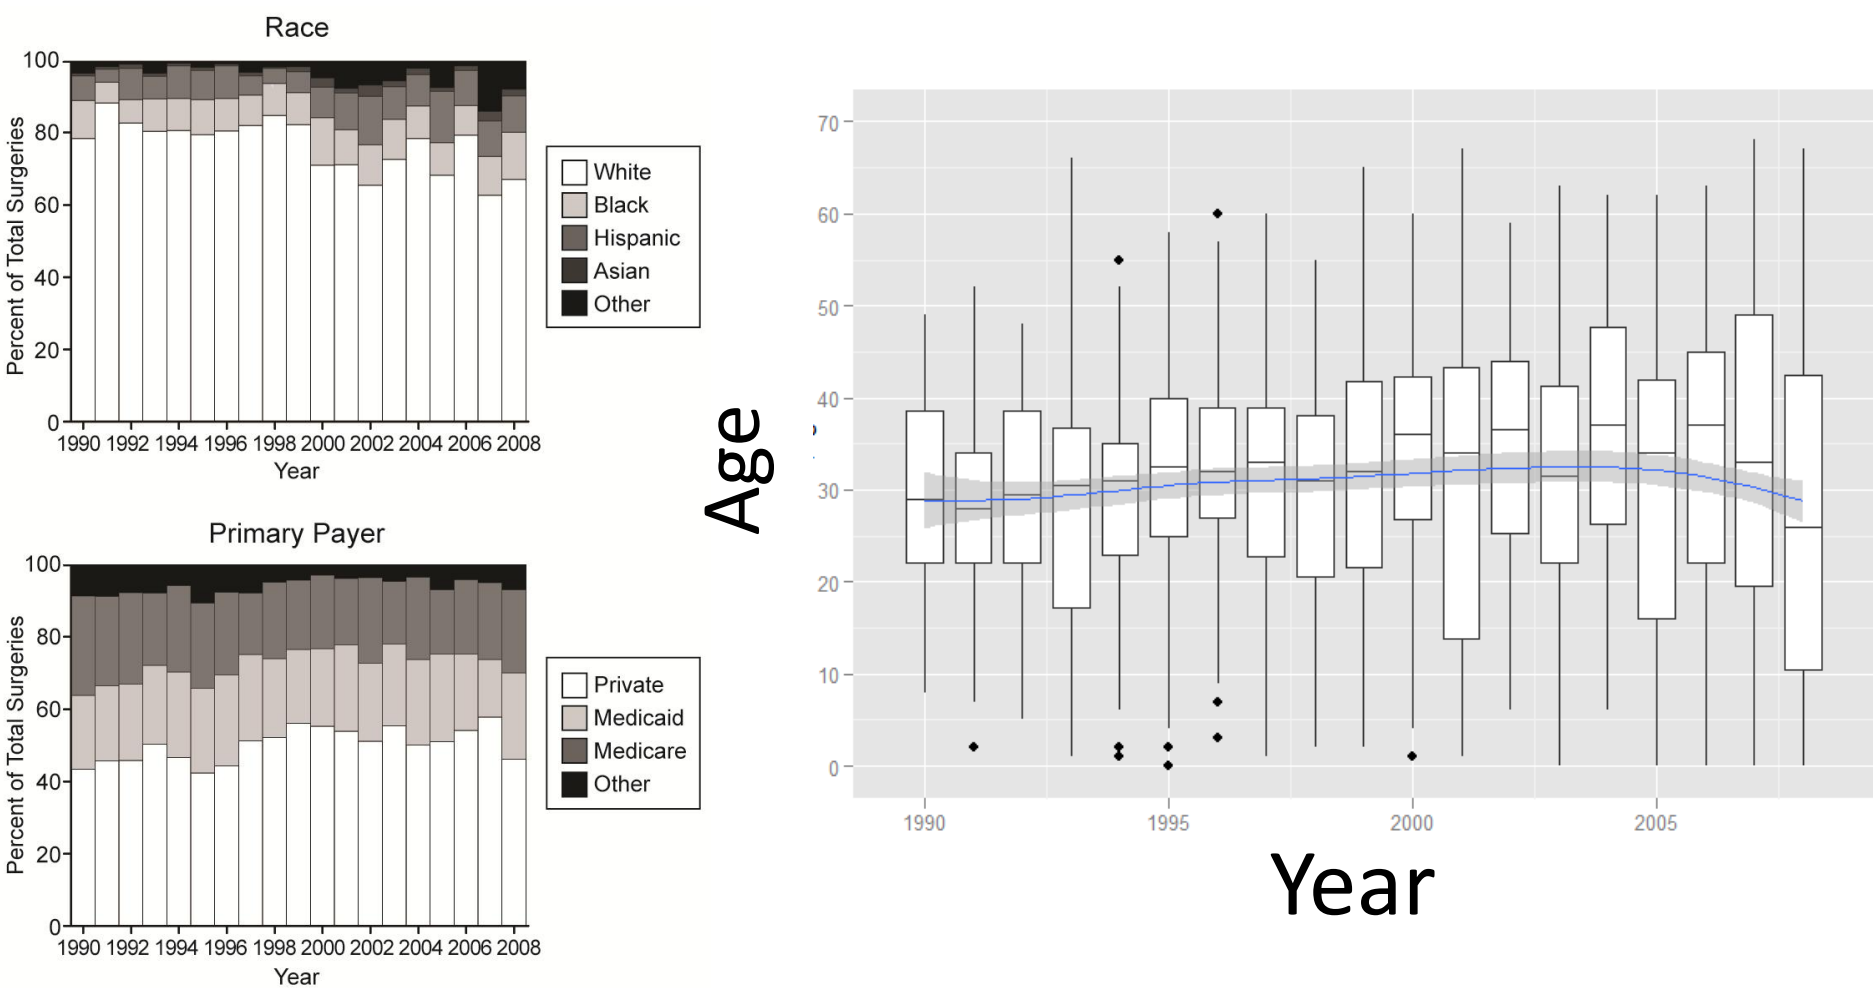 Race
Percent of Total Surgeries
100
80
60
40
20
0
1990 1992 1994 1996 1998 2000 2002 2004 2006 2008
Year
White
Black
Hispanic
Asian
Other
Primary Payer
Percent of Total Surgeries
100
80
60
40
20
0
1990 1992 1994 1996 1998 2000 2002 2004 2006 2008
Year
Private
Medicaid
Medicare
Other
Age
70
60
50
40
30
20
10
0
1990 1995 2000 2005
Year